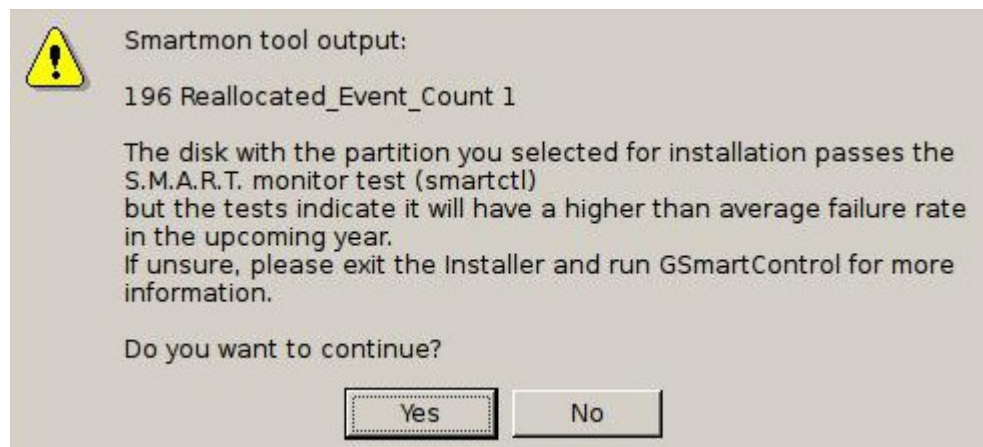 Smartmon tool output:
196 Reallocated_Event_Count 1
The disk with the partition you selected for installation passes the
S.M.A.R.T. monitor test (smartctl)
but the tests indicate it will have a higher than average failure rate
in the upcoming year.
If unsure, please exit the Installer and run GSmartControl for more
information.
Do you want to continue?
Yes No